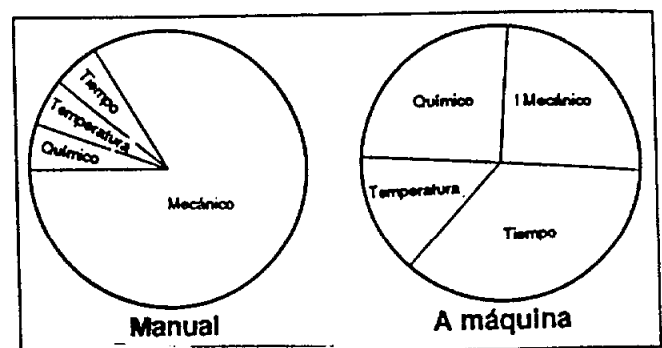 Tiempo
Temperatura
Químico
Mecánico
Manual
Químico
Mecánico
Temperatura
Tiempo
A máquina